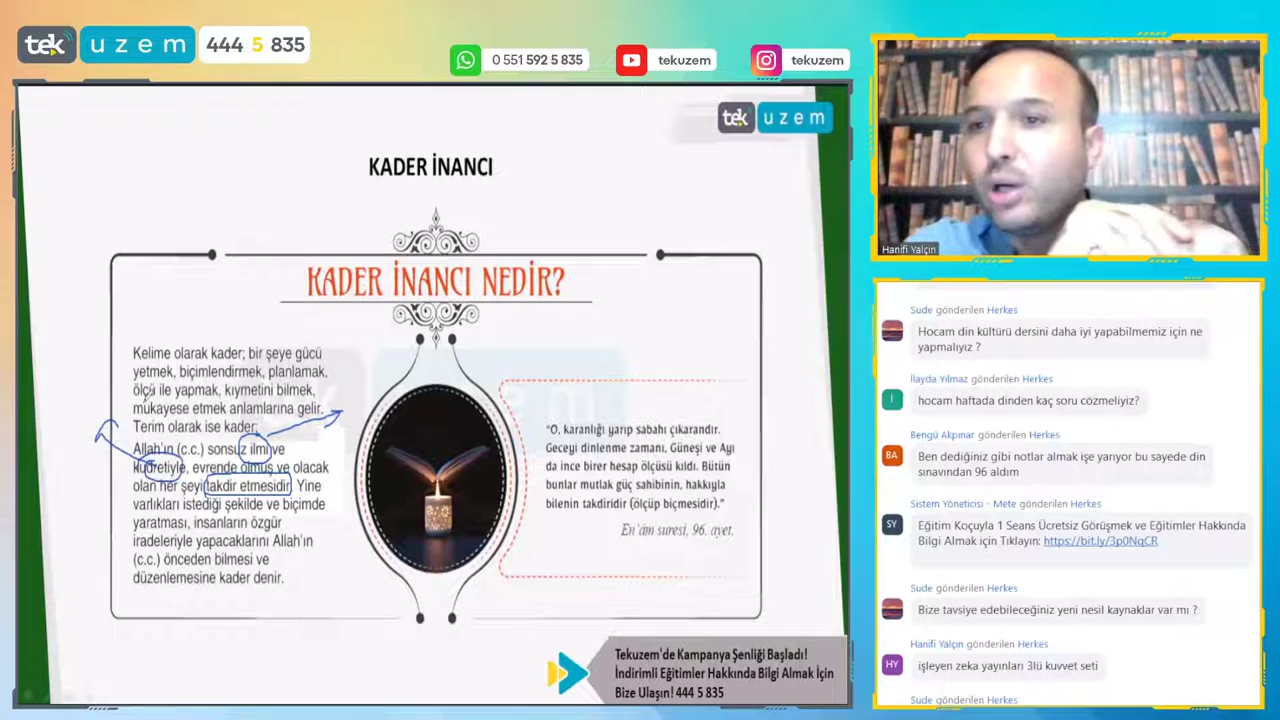 tek uzem 444 5 835
0 551 592 5 835
tekuzem
tekuzem
tek uzem
KADER İNANCI
KADER İNANCI NEDİR?
Kelime olarak kader; bir şeye gücü
yetmek, biçimlendirmek, planlamak,
ölçü ile yapmak, kıymetini bilmek,
mukayese etmek anlamlarına gelir.
Terim olarak ise kader;
Allah'ın (c.c.) sonsuz ilmi ve
kudretiyle, evrende olmuş ve olacak
olan her şeyi takdir etmesidir. Yine
varlıkları istediği şekilde ve biçimde
yaratması, insanların özgür
iradeleriyle yapacaklarını Allah'ın
(c.c.) önceden bilmesi ve
düzenlemesine kader denir.
"O, karanlığı yarıp sabahı çıkarandır.
Geceyi dinlenme zamanı, Güneşi ve Ayı
da ince birer hesap ölçüsü kıldı. Bütün
bunlar mutlak güç sahibinin, hakkıyla
bilenin takdiridir (ölçüp biçmesidir)."
En'âm suresi, 96. ayet.
Tekuzem'de Kampanya Şenliği Başladı!
İndirimli Eğitimler Hakkında Bilgi Almak İçin
Bize Ulaşın! 444 5 835
Hanifi Yalçın
Sude gönderilen Herkes
Hocam din kültürü dersini daha iyi yapabilmemiz için ne
yapmalıyız ?
İlayda Yılmaz gönderilen Herkes
İ
hocam haftada dinden kaç soru cözmeliyiz?
Bengü Akpınar gönderilen Herkes
BA
Ben dediğiniz gibi notlar almak işe yarıyor bu sayede din
sınavından 96 aldım
Sistem Yöneticisi - Mete gönderilen Herkes
SY
Eğitim Koçuyla 1 Seans Ücretsiz Görüşmek ve Eğitimler Hakkında
Bilgi Almak için Tıklayın: https://bit.ly/3p0NqCR
Sude gönderilen Herkes
Bize tavsiye edebileceğiniz yeni nesil kaynaklar var mı ?
Hanifi Yalçın gönderilen Herkes
HY
işleyen zeka yayınları 3lü kuvvet seti
Sude gönderilen Herkes